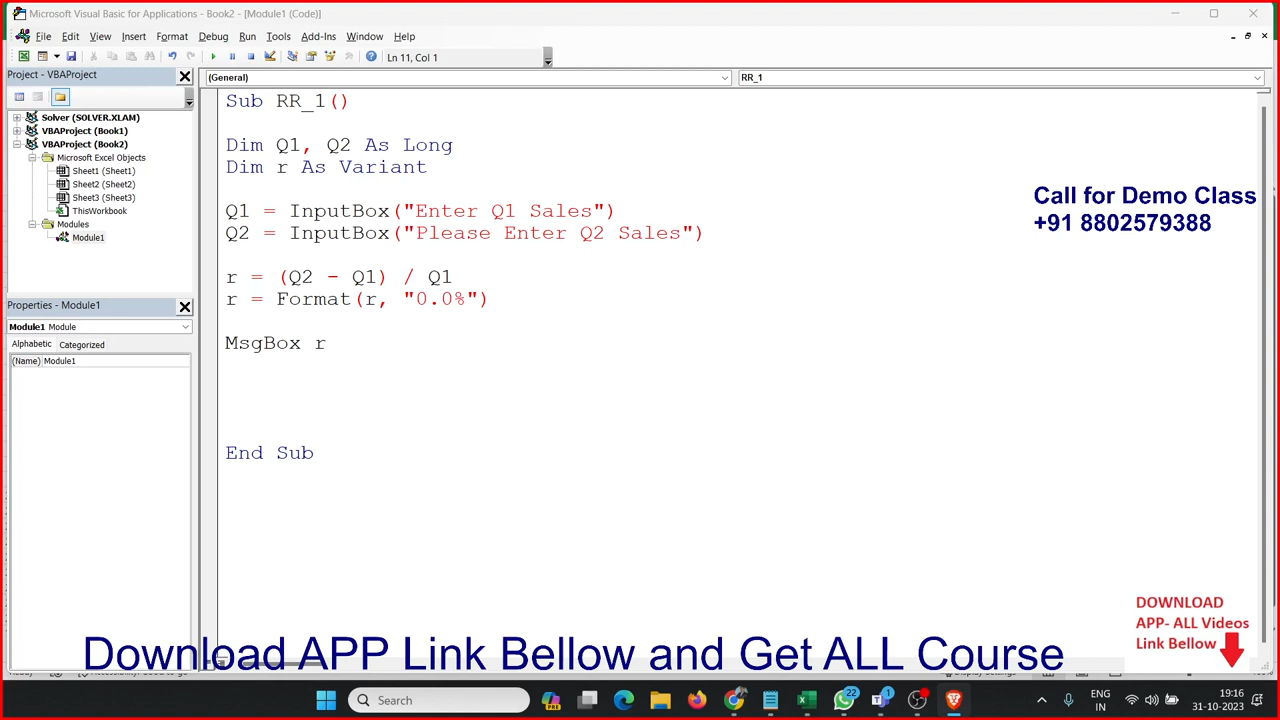 Microsoft Visual Basic for Applications - Book2 - [Module1 (Code)]
File Edit View Insert Format Debug Run Tools Add-Ins Window Help
Ln 11, Col 1
Project - VBAProject
(General)
RR_1
Solver (SOLVER.XLAM)
VBAProject (Book1)
VBAProject (Book2)
Microsoft Excel Objects
Sheet1 (Sheet1)
Sheet2 (Sheet2)
Sheet3 (Sheet3)
ThisWorkbook
Modules
Module1
Properties - Module1
Module1 Module
Alphabetic Categorized
(Name) Module1
Sub RR_1()
Dim Q1, Q2 As Long
Dim r As Variant
Q1 = InputBox("Enter Q1 Sales")
Q2 = InputBox("Please Enter Q2 Sales")
r = (Q2 - Q1) / Q1
r = Format(r, "0.0%")
MsgBox r
End Sub
Call for Demo Class
+91 8802579388
DOWNLOAD
APP- ALL Videos
Link Bellow
Download APP Link Bellow and Get ALL Course
Search
22
1
ENG
IN
19:16
31-10-2023